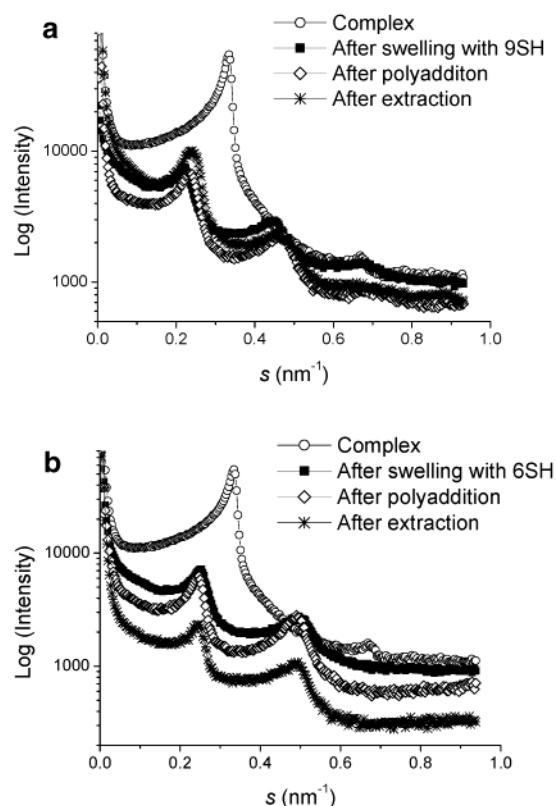 a
Complex
After swelling with 9SH
After polyadditon
After extraction
Log (Intensity)
10000
1000
0.0 0.2 0.4 0.6 0.8 1.0
s (nm⁻¹)
b
Complex
After swelling with 6SH
After polyaddition
After extraction
Log (Intensity)
10000
1000
0.0 0.2 0.4 0.6 0.8 1.0
s (nm⁻¹)